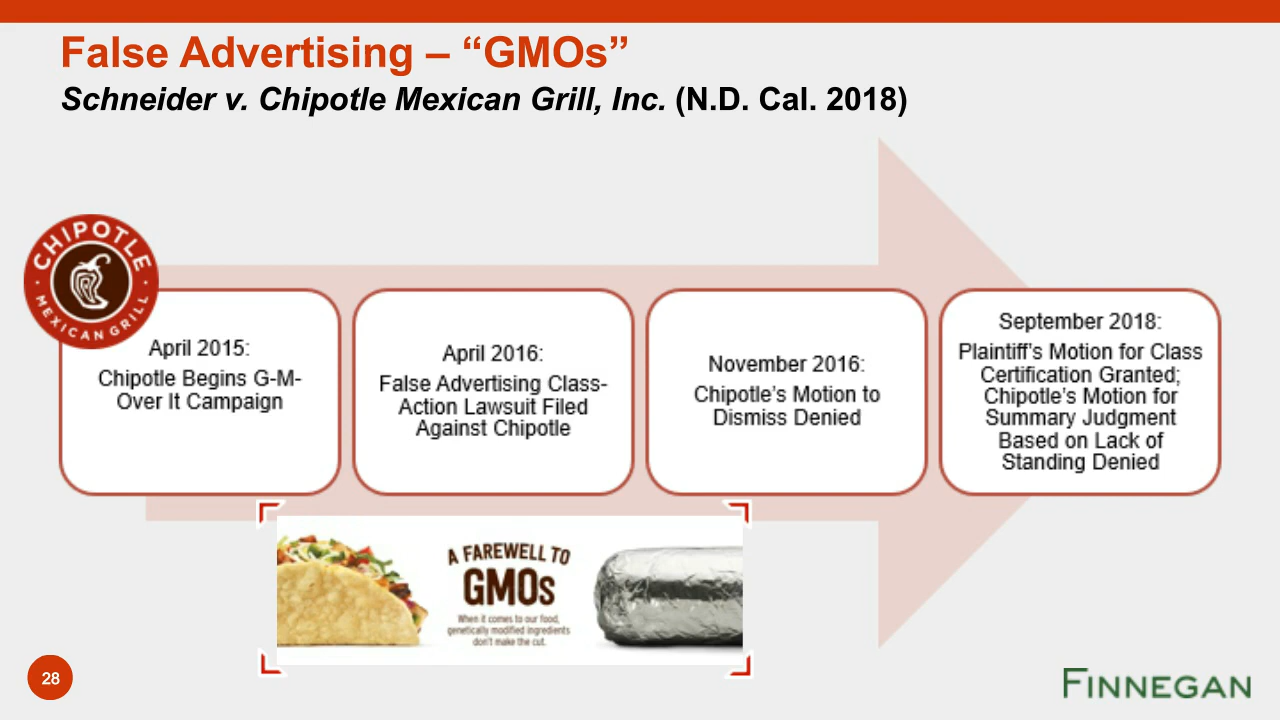 False Advertising – “GMOs”
Schneider v. Chipotle Mexican Grill, Inc. (N.D. Cal. 2018)
CHIPOTLE
MEXICAN GRILL
April 2015:
Chipotle Begins G-M-
Over It Campaign
April 2016:
False Advertising Class-
Action Lawsuit Filed
Against Chipotle
November 2016:
Chipotle’s Motion to
Dismiss Denied
September 2018:
Plaintiff’s Motion for Class
Certification Granted;
Chipotle’s Motion for
Summary Judgment
Based on Lack of
Standing Denied
A FAREWELL TO
GMOs
When it comes to our food,
genetically modified ingredients
don't make the cut.
28
FINNEGAN